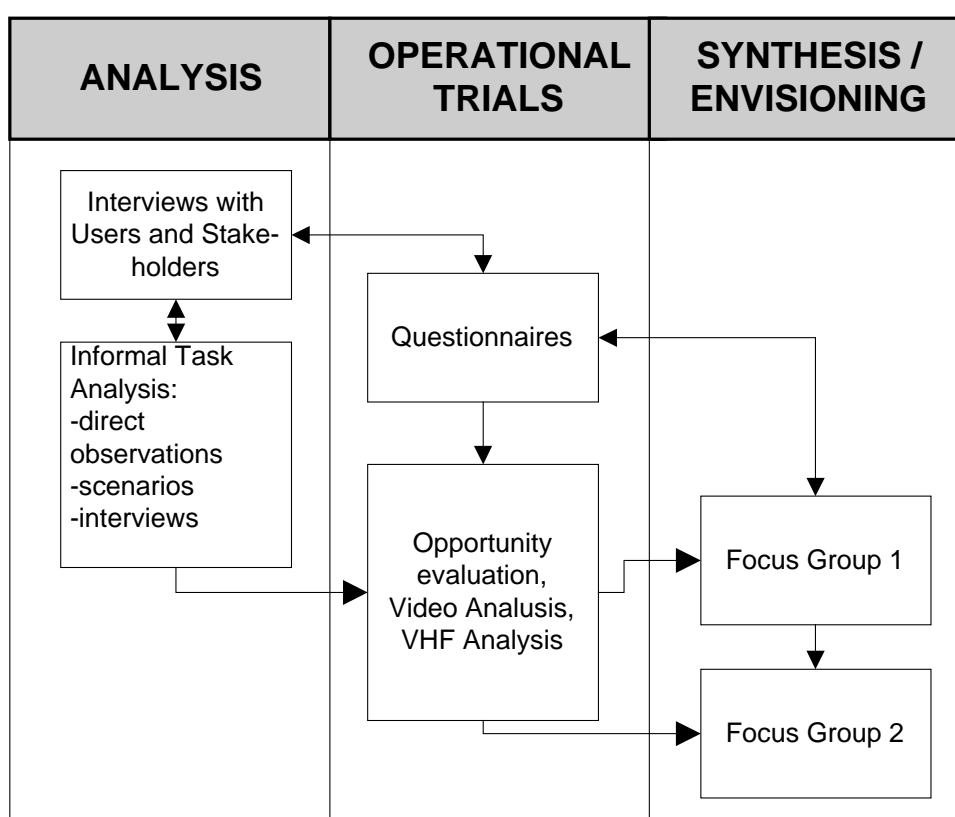 ANALYSIS
OPERATIONAL
TRIALS
SYNTHESIS /
ENVISIONING
Interviews with
Users and Stake-
holders
Informal Task
Analysis:
-direct
observations
-scenarios
-interviews
Questionnaires
Opportunity
evaluation,
Video Analusis,
VHF Analysis
Focus Group 1
Focus Group 2